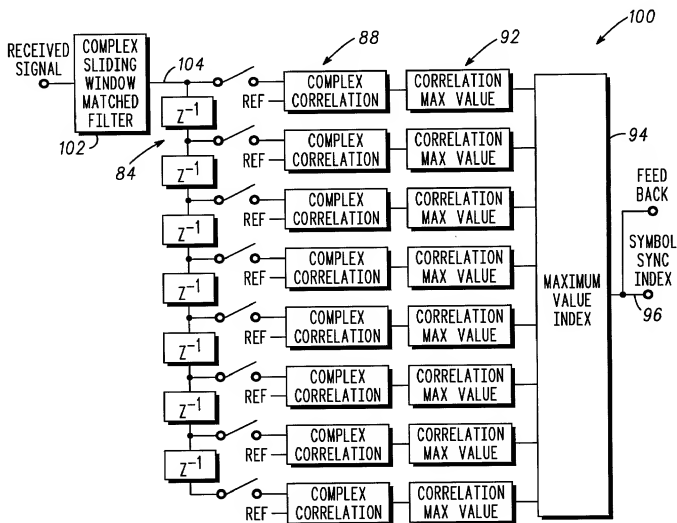 100
RECEIVED
SIGNAL
COMPLEX
SLIDING
WINDOW
MATCHED
FILTER
102
104
84
88
92
94
Z⁻¹
Z⁻¹
Z⁻¹
Z⁻¹
Z⁻¹
Z⁻¹
Z⁻¹
REF
COMPLEX
CORRELATION
CORRELATION
MAX VALUE
REF
COMPLEX
CORRELATION
CORRELATION
MAX VALUE
REF
COMPLEX
CORRELATION
CORRELATION
MAX VALUE
REF
COMPLEX
CORRELATION
CORRELATION
MAX VALUE
REF
COMPLEX
CORRELATION
CORRELATION
MAX VALUE
REF
COMPLEX
CORRELATION
CORRELATION
MAX VALUE
REF
COMPLEX
CORRELATION
CORRELATION
MAX VALUE
REF
COMPLEX
CORRELATION
CORRELATION
MAX VALUE
MAXIMUM
VALUE
INDEX
FEED
BACK
SYMBOL
SYNC
INDEX
96